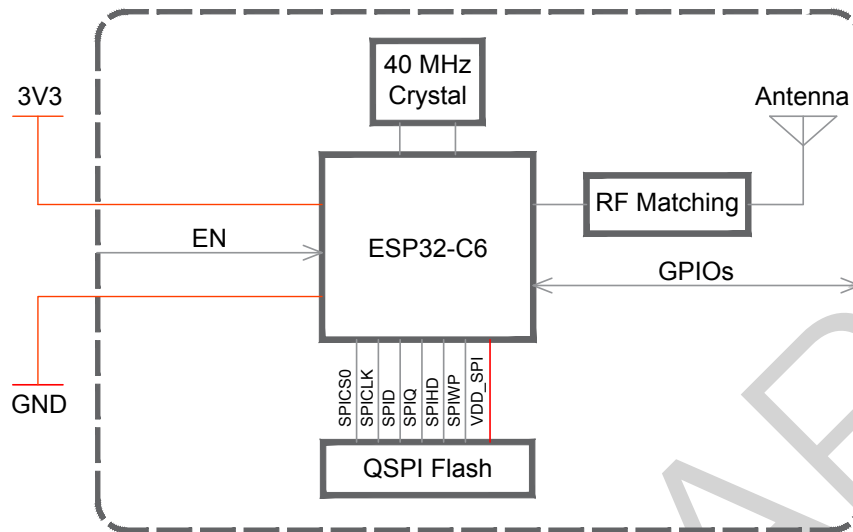 40 MHz
Crystal
3V3
Antenna
RF Matching
EN
ESP32-C6
GPIOs
SPICS0
SPICLK
SPID
SPIQ
SPIHD
SPIWP
VDD_SPI
GND
QSPI Flash